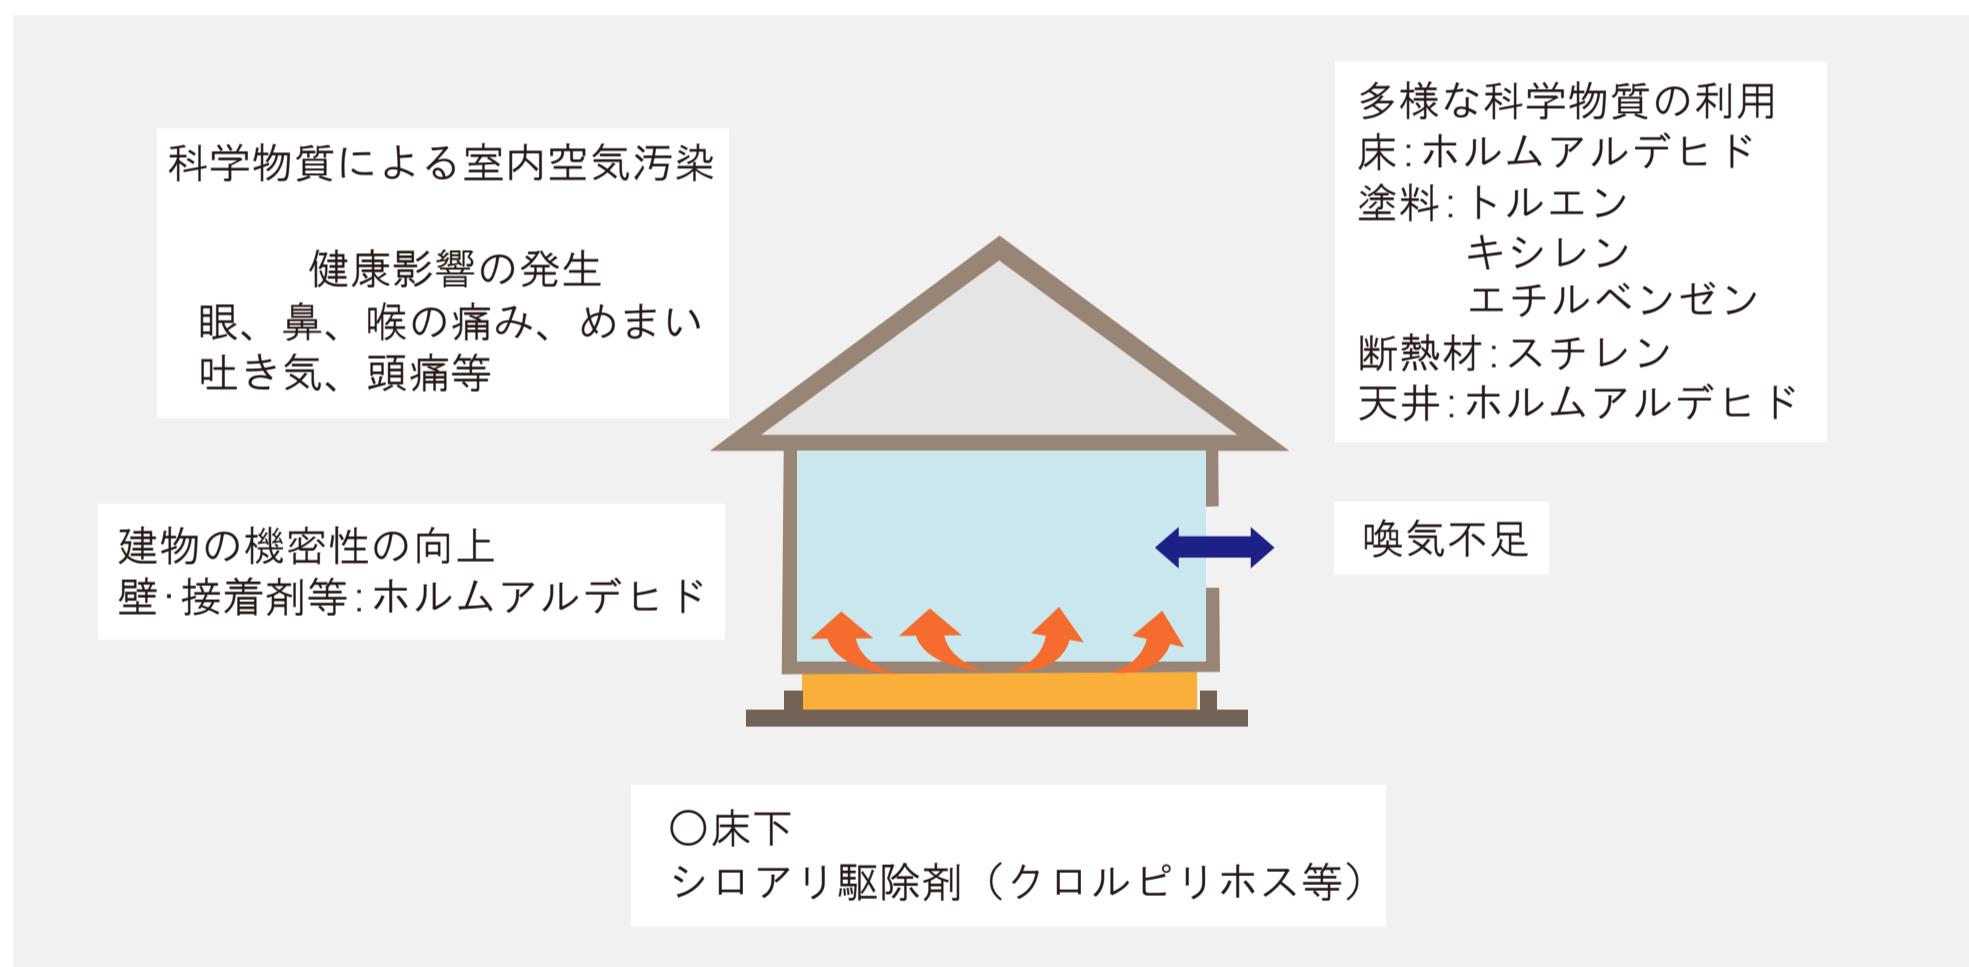 科学物質による室内空気汚染
健康影響の発生
眼、鼻、喉の痛み、めまい
吐き気、頭痛等
多様な科学物質の利用
床:ホルムアルデヒド
塗料:トルエン
キシレン
エチルベンゼン
断熱材:スチレン
天井:ホルムアルデヒド
建物の機密性の向上
壁·接着剤等:ホルムアルデヒド
喚気不足
〇床下
シロアリ駆除剤（クロルピリホス等）